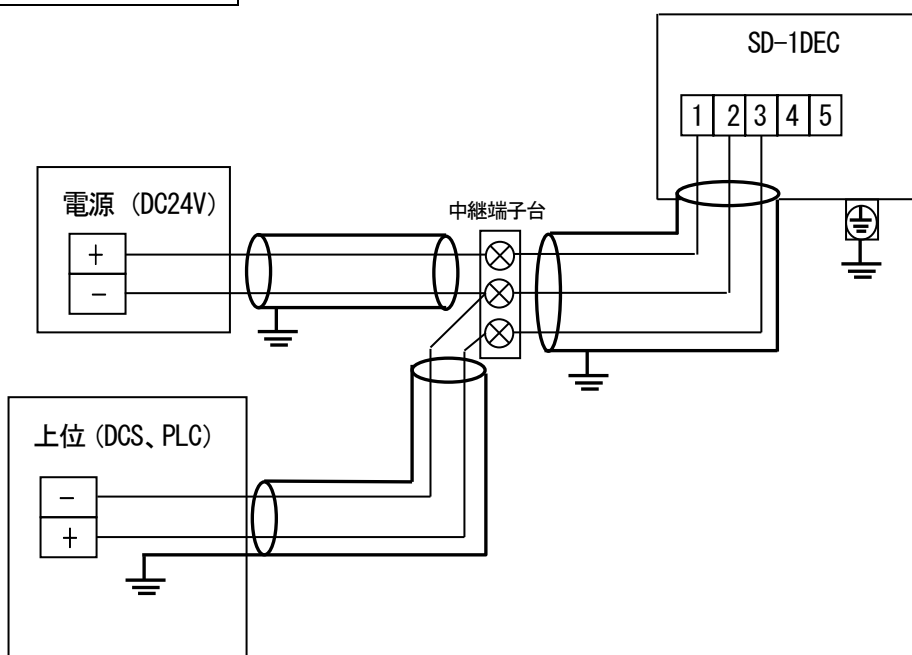 SD-1DEC
1 2 3 4 5
電源 (DC24V)
+
-
中継端子台
上位 (DCS、PLC)
-
+